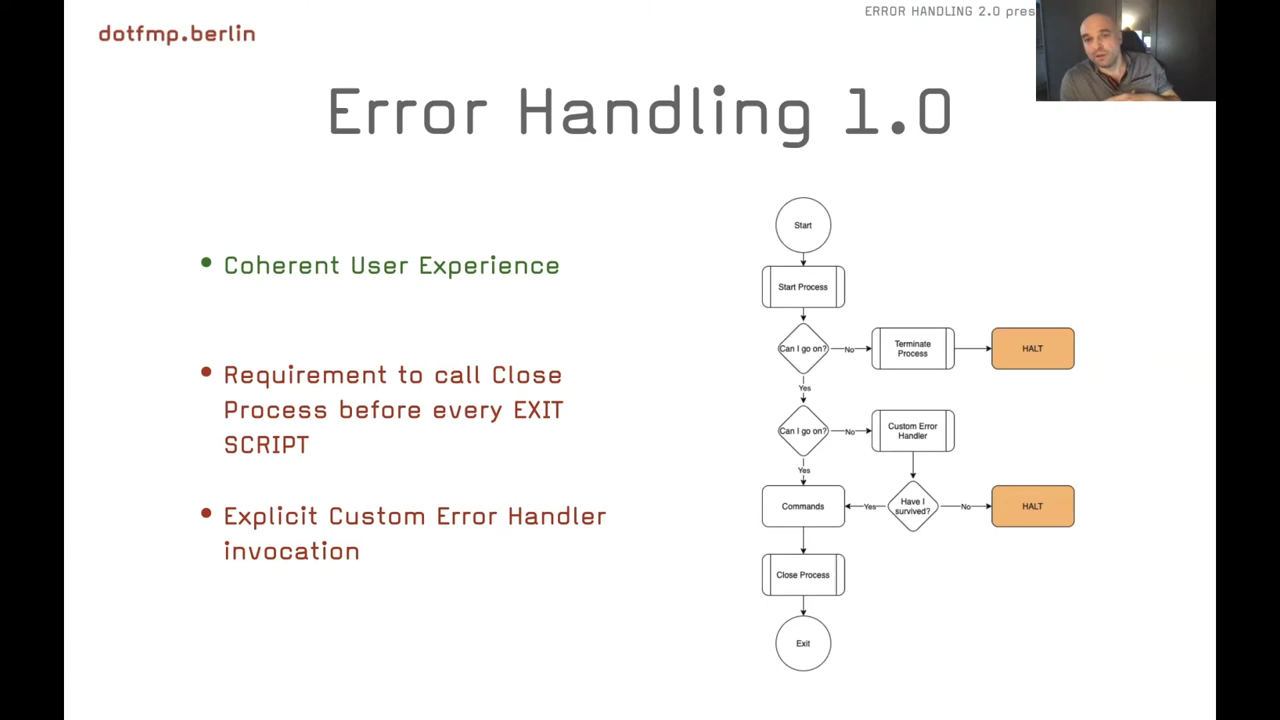 dotfmp.berlin
ERROR HANDLING 2.0 pres
Error Handling 1.0
• Coherent User Experience
• Requirement to call Close
Process before every EXIT
SCRIPT
• Explicit Custom Error Handler
invocation
Start
Start Process
Can I go on?
No
Terminate
Process
HALT
Yes
Can I go on?
No
Custom Error
Handler
Yes
Commands
Yes
Have I
survived?
No
HALT
Close Process
Exit